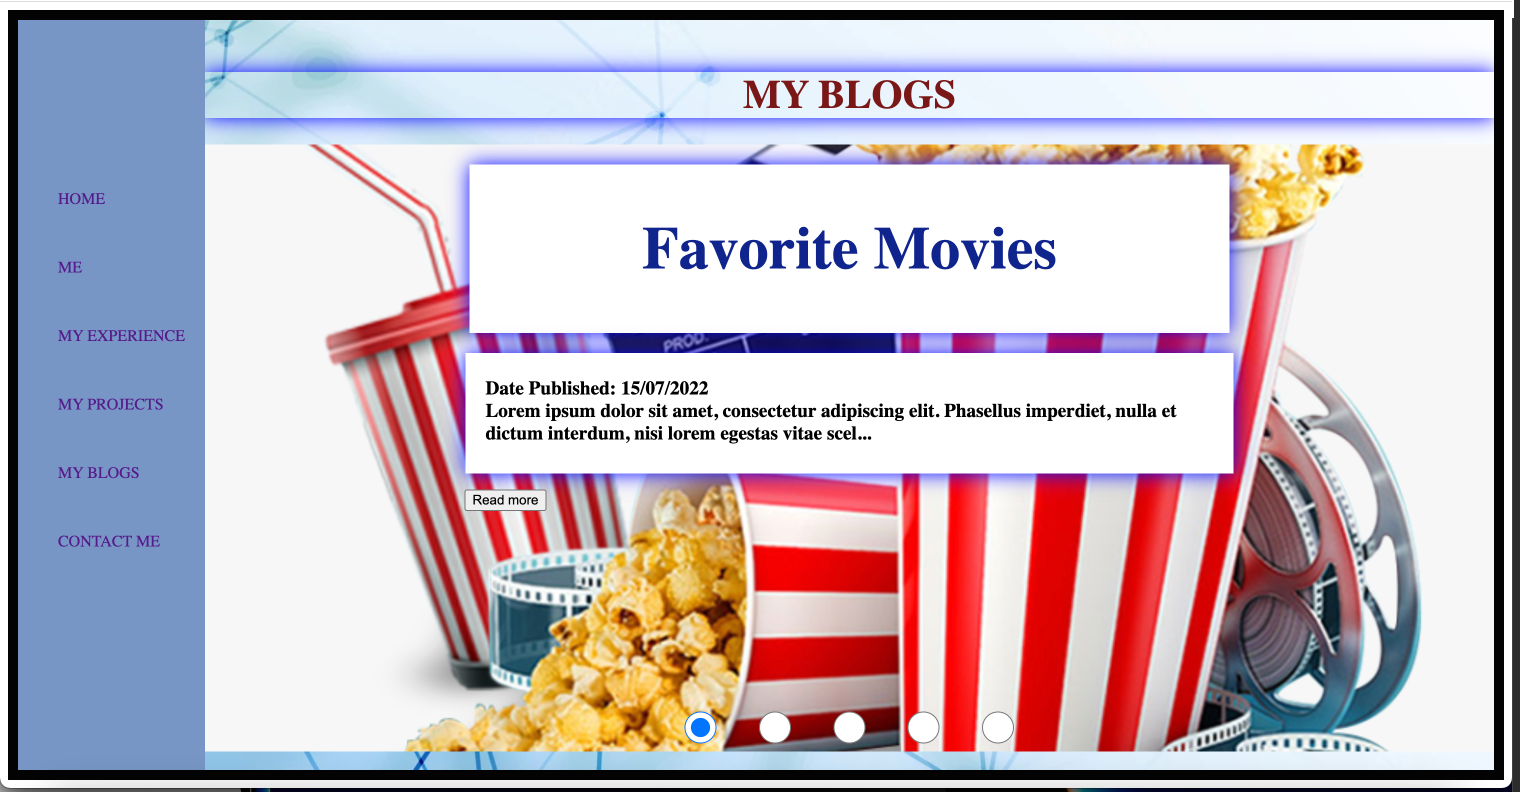 MY BLOGS
HOME
ME
MY EXPERIENCE
MY PROJECTS
MY BLOGS
CONTACT ME
Favorite Movies
PROD.
Date Published: 15/07/2022
Lorem ipsum dolor sit amet, consectetur adipiscing elit. Phasellus imperdiet, nulla et
dictum interdum, nisi lorem egestas vitae scel...
Read more